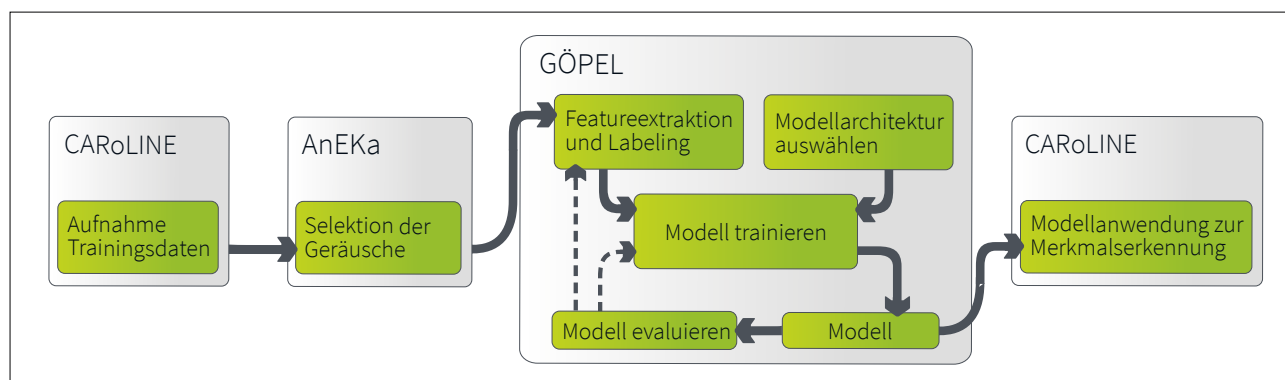 CARoLINE
Aufnahme
Trainingsdaten
AnEKa
Selektion der
Geräusche
GÖPEL
Featureextraktion
und Labeling
Modellarchitektur
auswählen
Modell trainieren
Modell evaluieren
Modell
CARoLINE
Modellanwendung zur
Merkmalserkennung